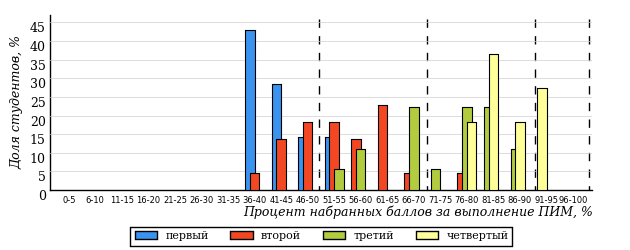 Доля студентов, %
45
40
35
30
25
20
15
10
5
0
0-5 6-10 11-15 16-20 21-25 26-30 31-35 36-40 41-45 46-50 51-55 56-60 61-65 66-70 71-75 76-80 81-85 86-90 91-95 96-100
Процент набранных баллов за выполнение ПИМ, %
первый второй третий четвертый